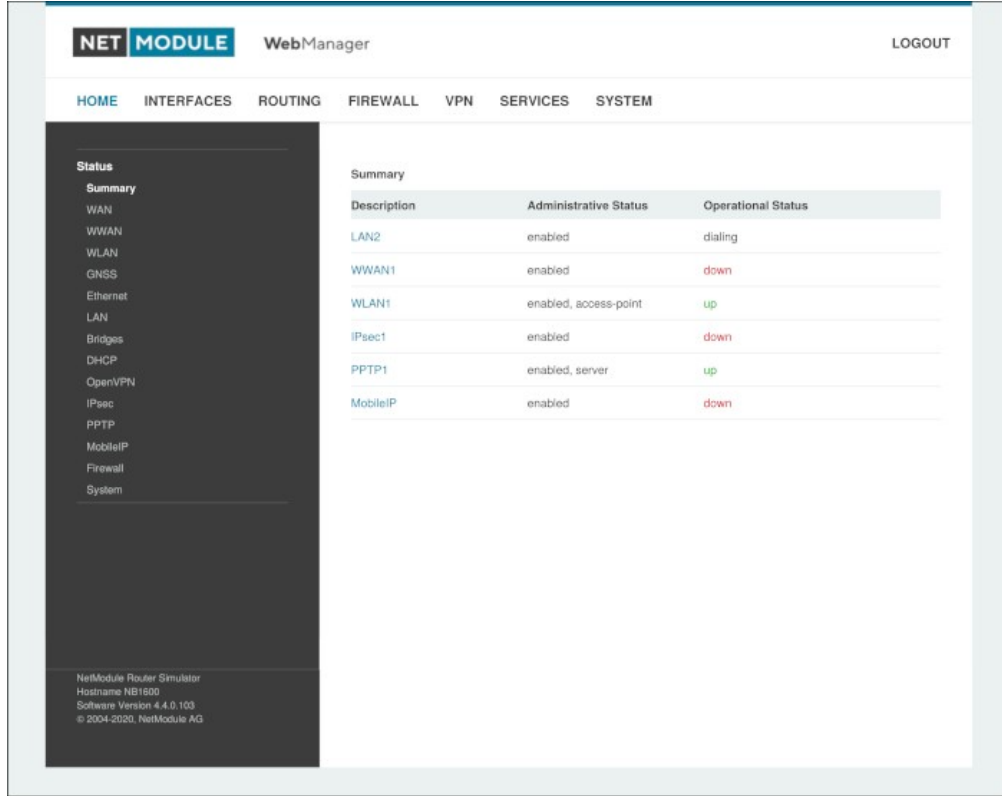 NET MODULE WebManager LOGOUT
HOME INTERFACES ROUTING FIREWALL VPN SERVICES SYSTEM
Status
Summary
WAN
WWAN
WLAN
GNSS
Ethernet
LAN
Bridges
DHCP
OpenVPN
IPsec
PPTP
MobileIP
Firewall
System
NetModule Router Simulator
Hostname NB1600
Software Version 4.4.0.103
© 2004-2020, NetModule AG
Summary
Description Administrative Status Operational Status
LAN2 enabled dialing
WWAN1 enabled down
WLAN1 enabled, access-point up
IPsec1 enabled down
PPTP1 enabled, server up
MobileIP enabled down